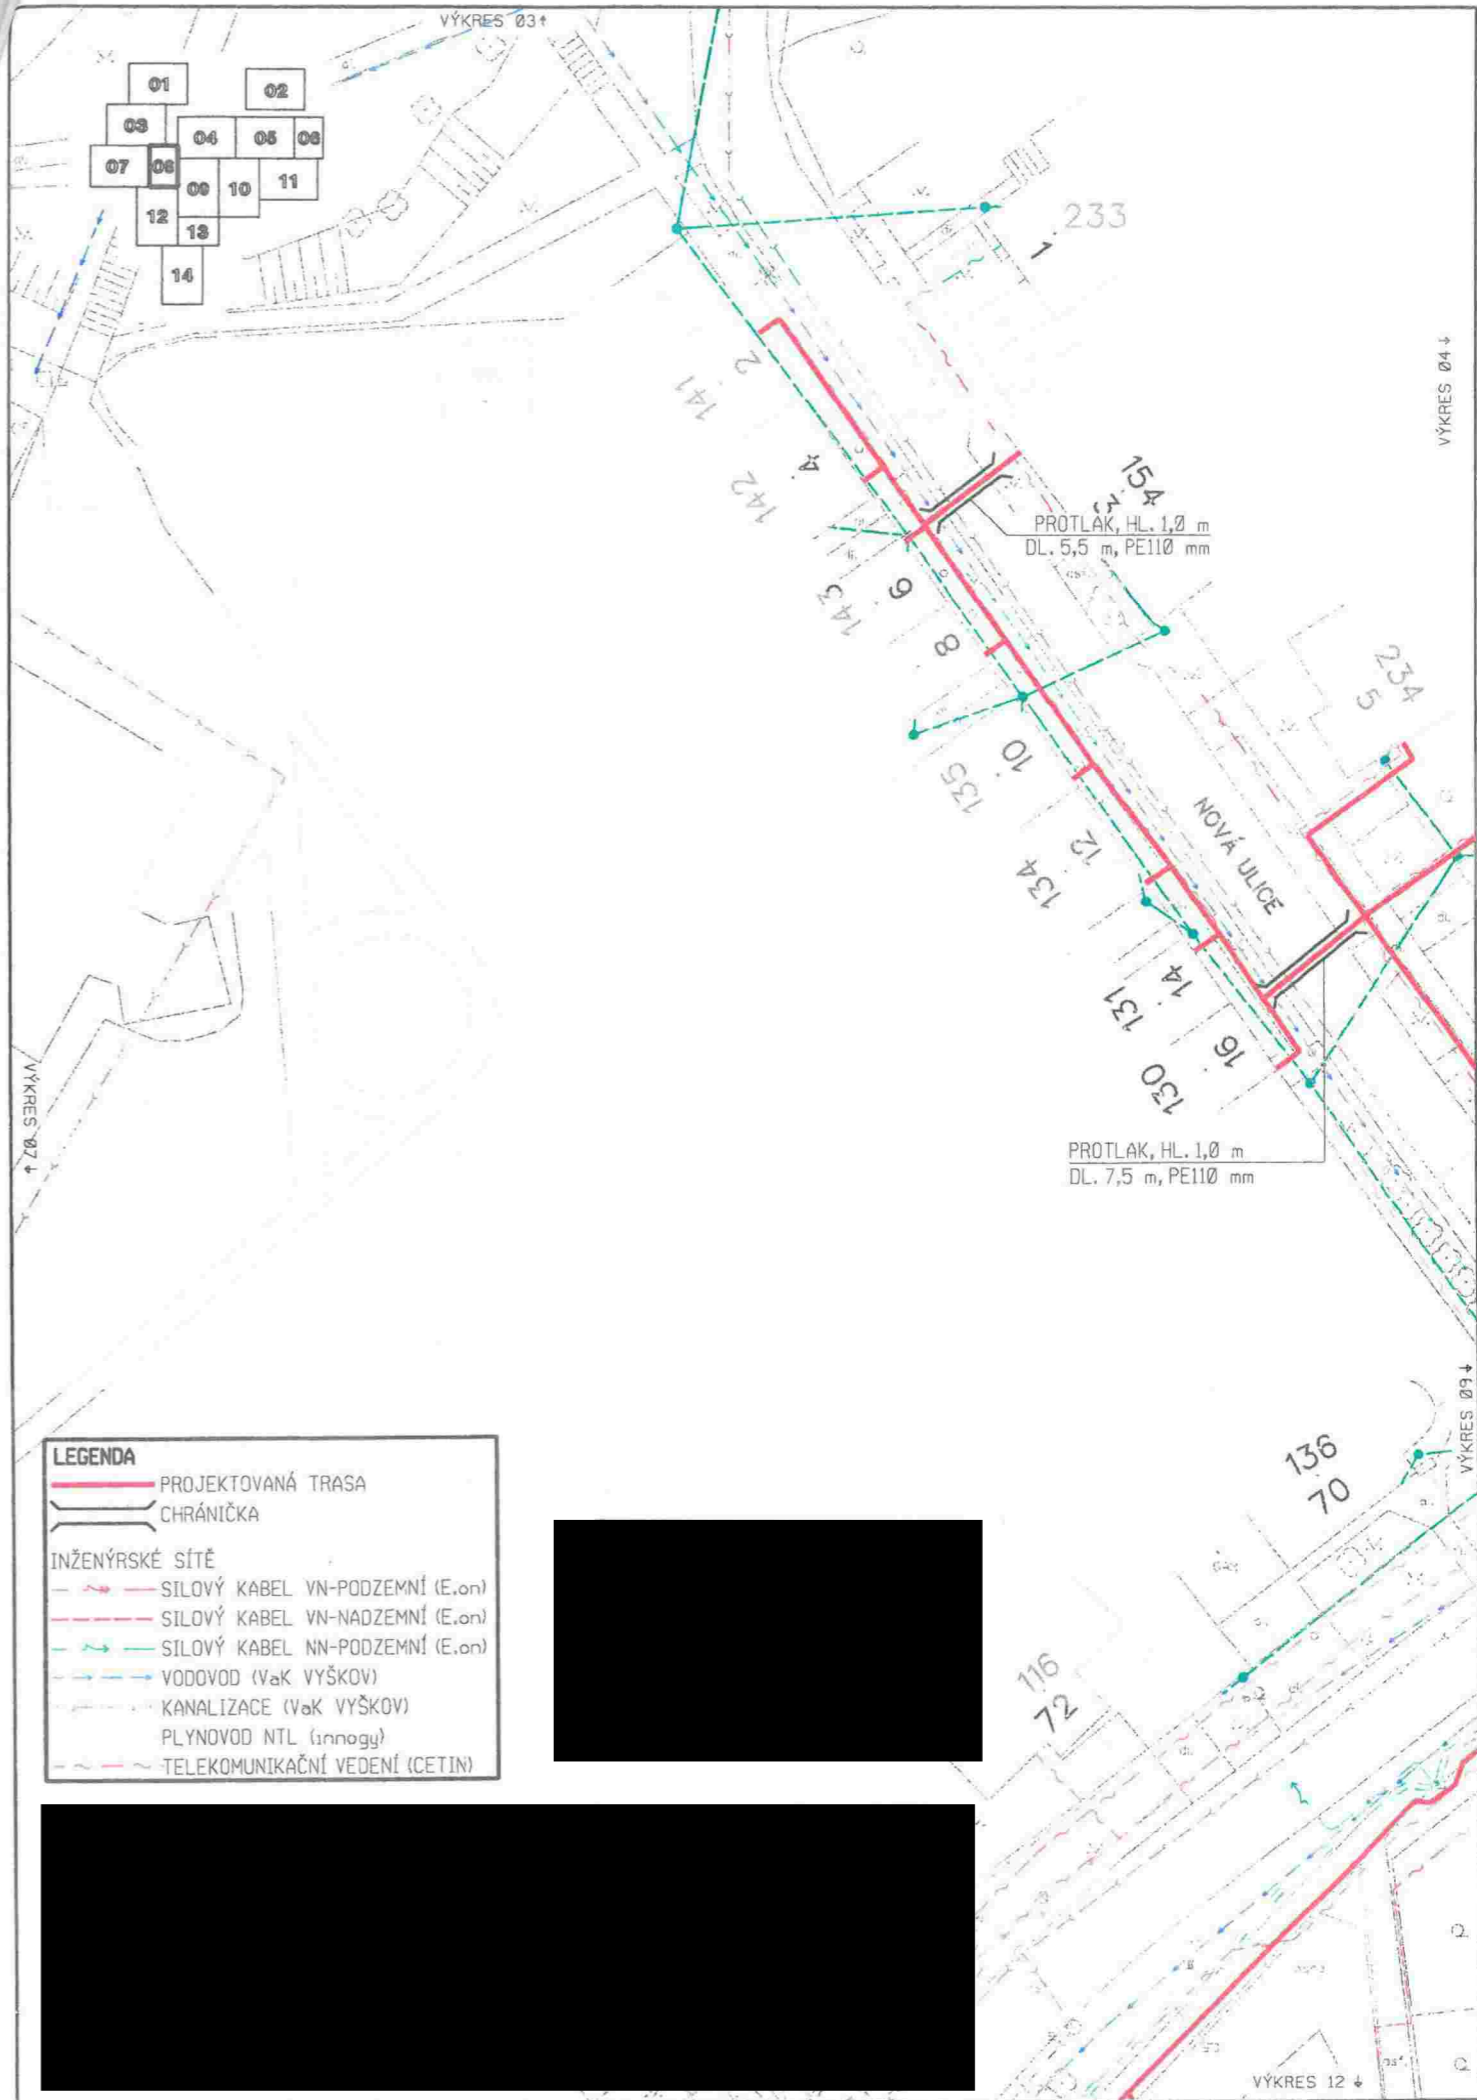 VÝKRES 03↑
01
02
03
04
05
06
07
08
09
10
11
12
13
14
233
1
VÝKRES 04↓
2
141
4
142
154
3
PROTLAK, HL. 1,0 m
DL. 5,5 m, PE110 mm
6
143
8
234
5
10
135
NOVÁ ULICE
12
134
14
131
16
130
VÝKRES 07↓
PROTLAK, HL. 1,0 m
DL. 7,5 m, PE110 mm
VÝKRES 09↓
136
70
LEGENDA
PROJEKTOVANÁ TRASA
CHRÁNIČKA
INŽENÝRSKÉ SÍTĚ
SILOVÝ KABEL VN-PODZEMNÍ (E.on)
SILOVÝ KABEL VN-NADZEMNÍ (E.on)
SILOVÝ KABEL NN-PODZEMNÍ (E.on)
VODOVOD (VaK VYŠKOV)
KANALIZACE (VaK VYŠKOV)
PLYNOVOD NTL (innogy)
TELEKOMUNIKAČNÍ VEDENÍ (CETIN)
116
72
VÝKRES 12↓